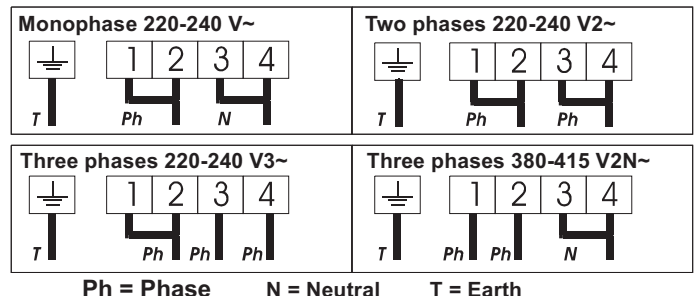 Monophase 220-240 V~
1 2 3 4
T Ph N
Two phases 220-240 V2~
1 2 3 4
T Ph Ph
Three phases 220-240 V3~
1 2 3 4
T Ph Ph Ph
Three phases 380-415 V2N~
1 2 3 4
T Ph Ph N
Ph = Phase N = Neutral T = Earth